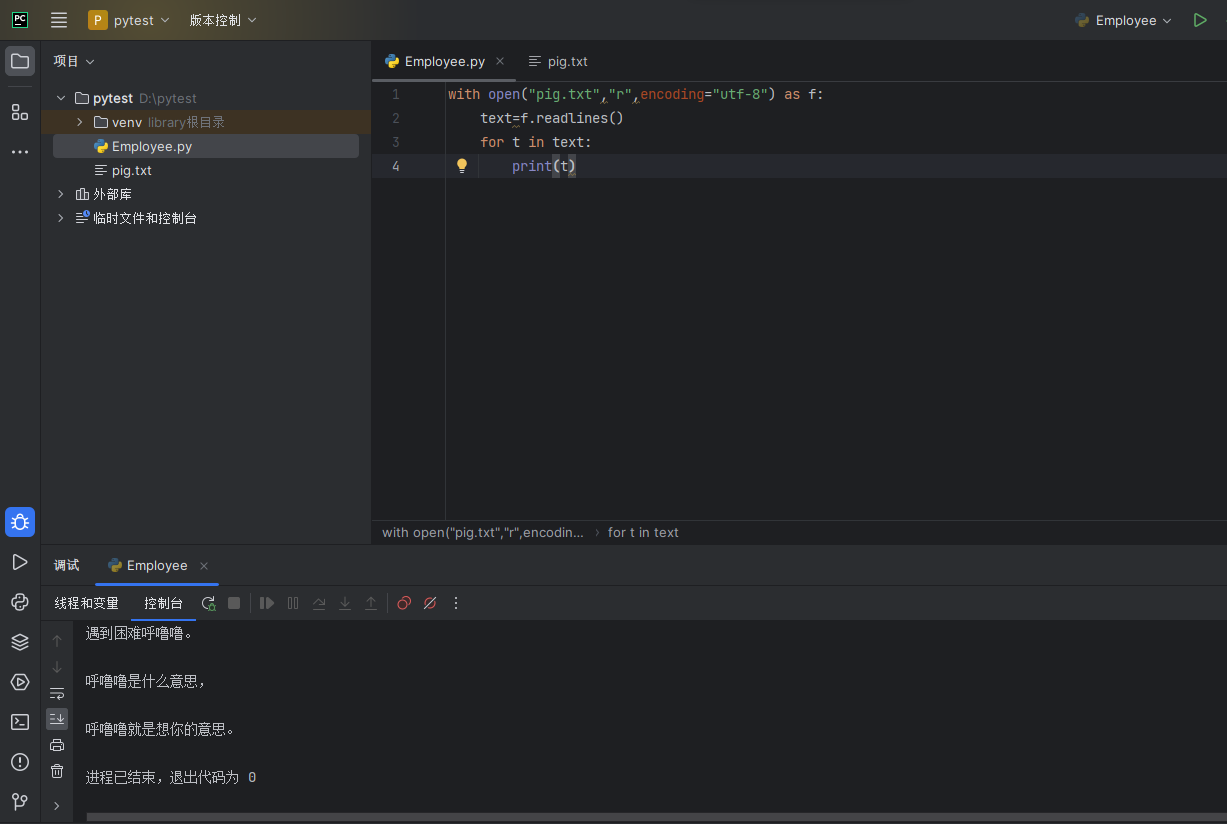 PC P pytest 版本控制 Employee
项目
Employee.py pig.txt
pytest D:\pytest
venv library根目录
Employee.py
pig.txt
外部库
临时文件和控制台
1 with open("pig.txt","r",encoding="utf-8") as f:
2 text=f.readlines()
3 for t in text:
4 print(t)
with open("pig.txt","r",encodin... › for t in text
调试 Employee
线程和变量 控制台
遇到困难呼噜噜。
呼噜噜是什么意思，
呼噜噜就是想你的意思。
进程已结束，退出代码为 0